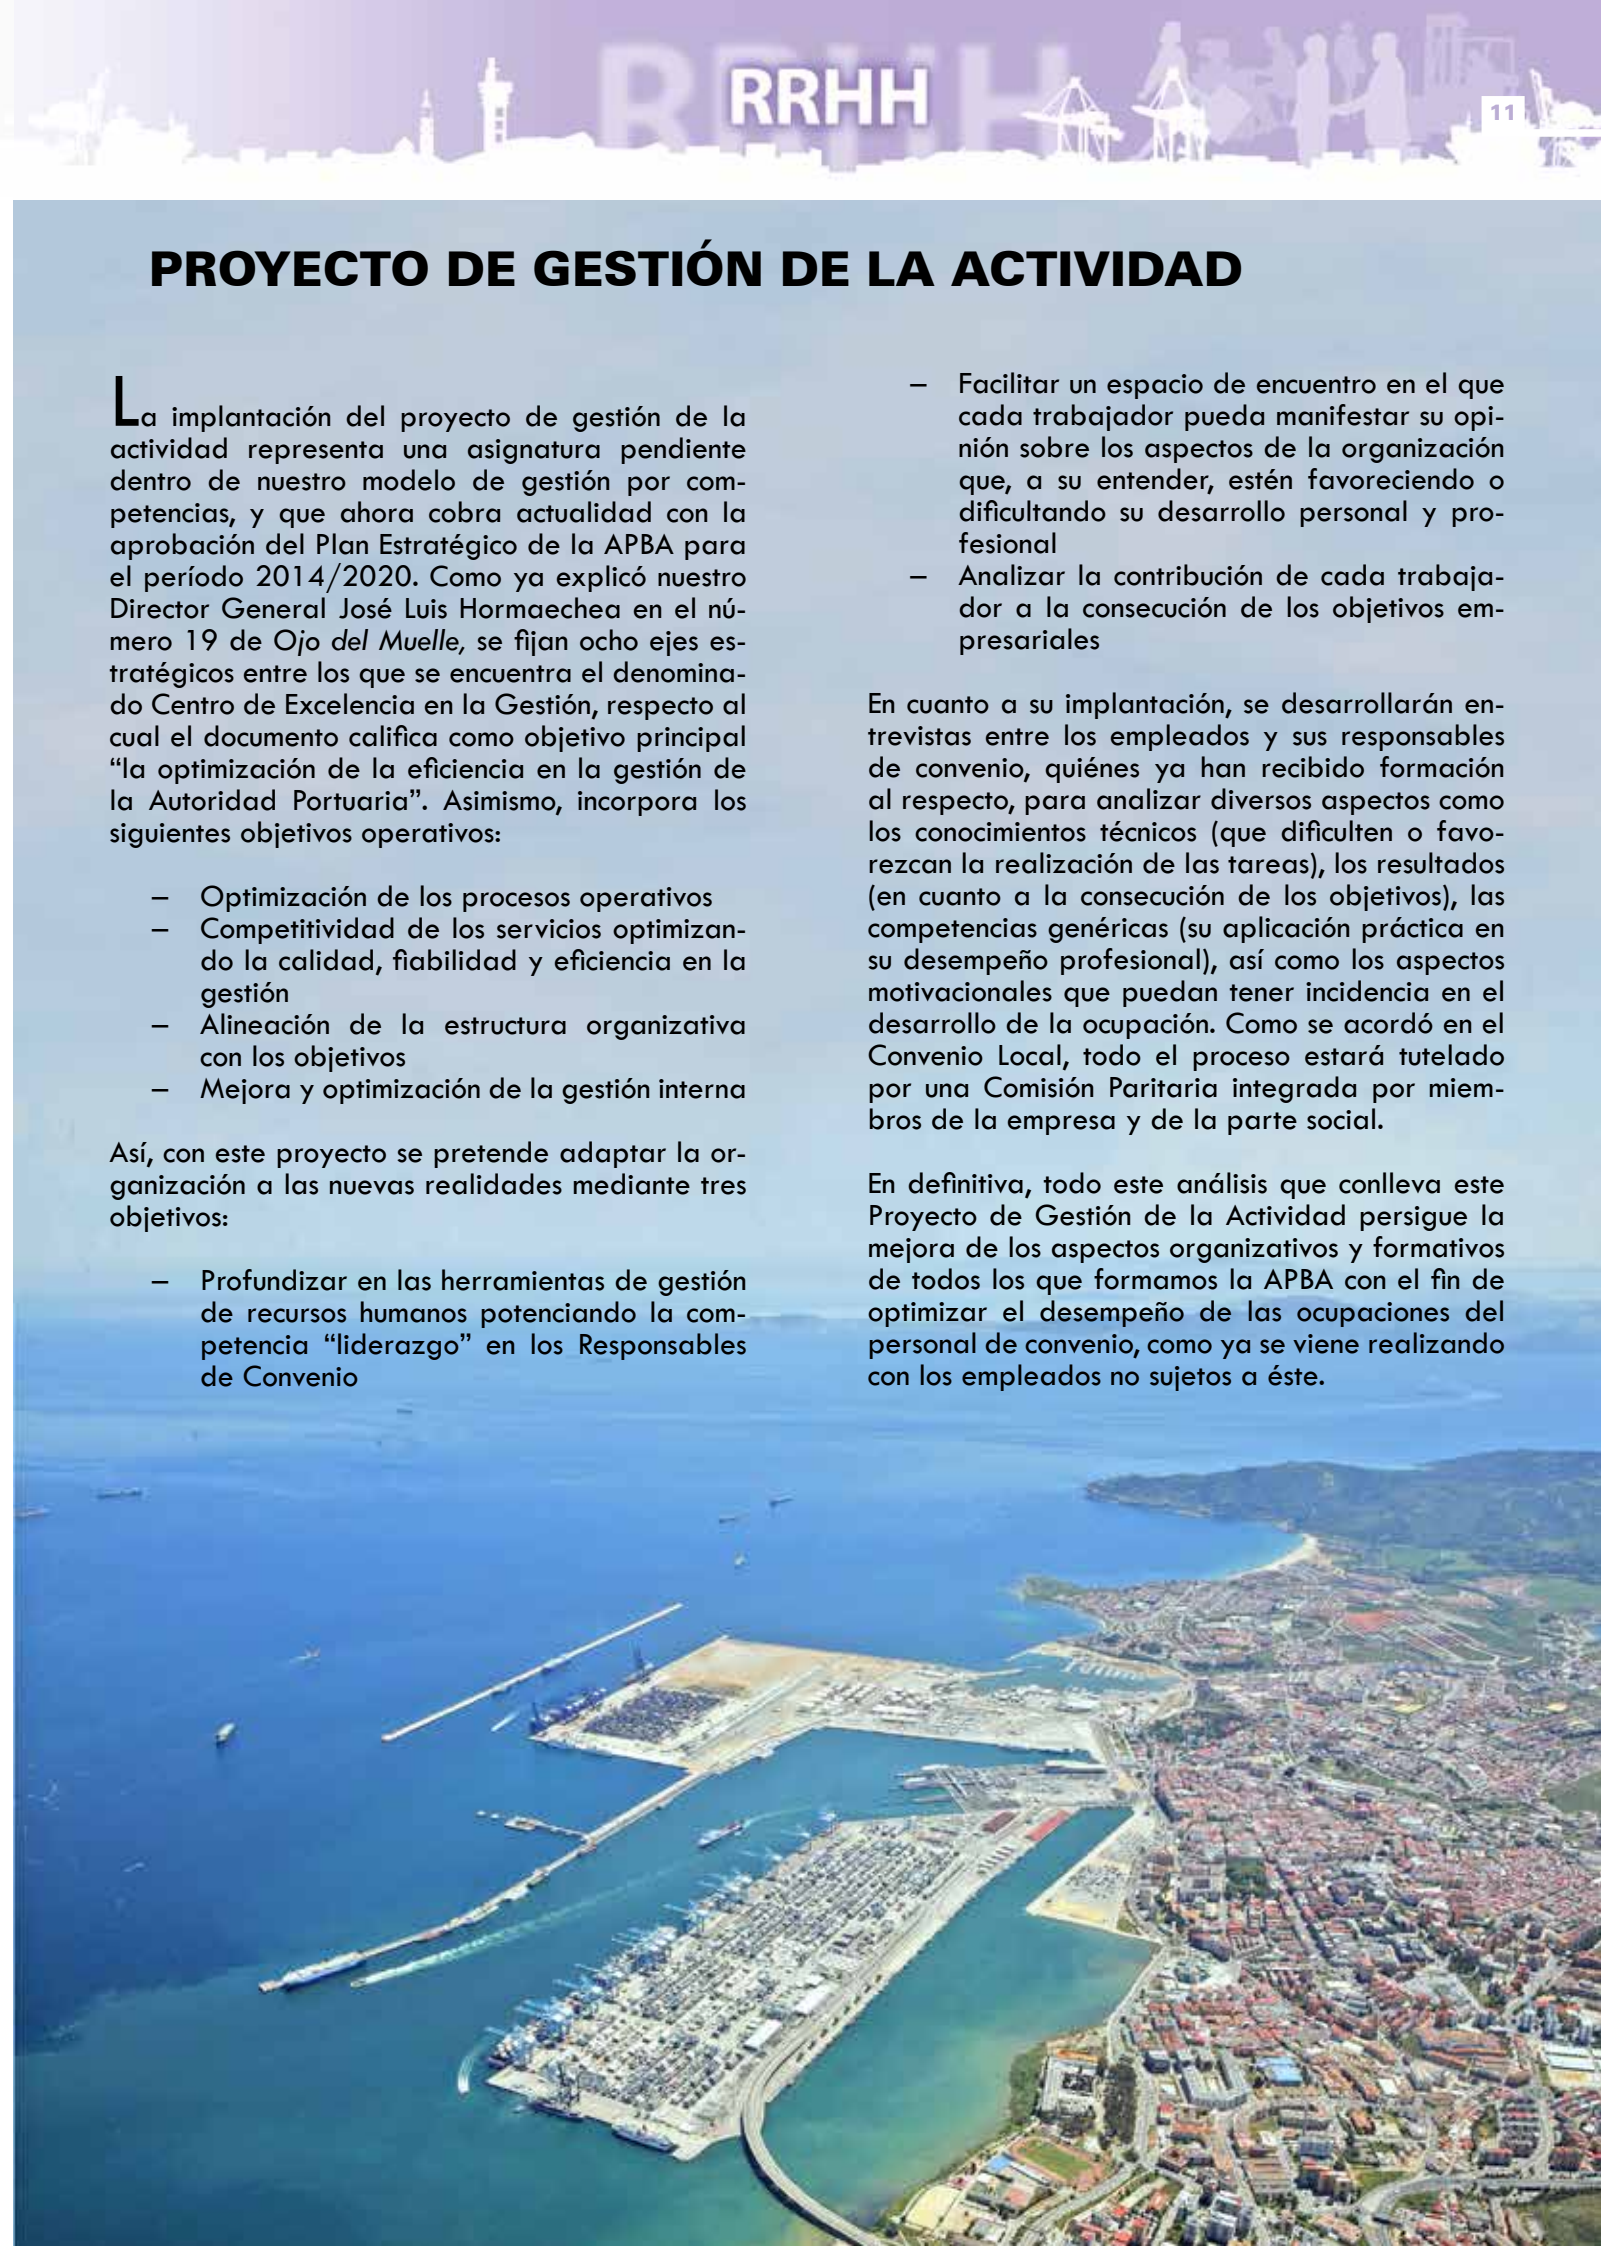 RRHH
RRHH
11
PROYECTO DE GESTIÓN DE LA ACTIVIDAD
La implantación del proyecto de gestión de la
actividad representa una asignatura pendiente
dentro de nuestro modelo de gestión por com-
petencias, y que ahora cobra actualidad con la
aprobación del Plan Estratégico de la APBA para
el período 2014/2020. Como ya explicó nuestro
Director General José Luis Hormaechea en el nú-
mero 19 de Ojo del Muelle, se fijan ocho ejes es-
tratégicos entre los que se encuentra el denomina-
do Centro de Excelencia en la Gestión, respecto al
cual el documento califica como objetivo principal
“la optimización de la eficiencia en la gestión de
la Autoridad Portuaria”. Asimismo, incorpora los
siguientes objetivos operativos:
– Optimización de los procesos operativos
– Competitividad de los servicios optimizan-
do la calidad, fiabilidad y eficiencia en la
gestión
– Alineación de la estructura organizativa
con los objetivos
– Mejora y optimización de la gestión interna
Así, con este proyecto se pretende adaptar la or-
ganización a las nuevas realidades mediante tres
objetivos:
– Profundizar en las herramientas de gestión
de recursos humanos potenciando la com-
petencia “liderazgo” en los Responsables
de Convenio
– Facilitar un espacio de encuentro en el que
cada trabajador pueda manifestar su opi-
nión sobre los aspectos de la organización
que, a su entender, estén favoreciendo o
dificultando su desarrollo personal y pro-
fesional
– Analizar la contribución de cada trabaja-
dor a la consecución de los objetivos em-
presariales
En cuanto a su implantación, se desarrollarán en-
trevistas entre los empleados y sus responsables
de convenio, quiénes ya han recibido formación
al respecto, para analizar diversos aspectos como
los conocimientos técnicos (que dificulten o favo-
rezcan la realización de las tareas), los resultados
(en cuanto a la consecución de los objetivos), las
competencias genéricas (su aplicación práctica en
su desempeño profesional), así como los aspectos
motivacionales que puedan tener incidencia en el
desarrollo de la ocupación. Como se acordó en el
Convenio Local, todo el proceso estará tutelado
por una Comisión Paritaria integrada por miem-
bros de la empresa y de la parte social.
En definitiva, todo este análisis que conlleva este
Proyecto de Gestión de la Actividad persigue la
mejora de los aspectos organizativos y formativos
de todos los que formamos la APBA con el fin de
optimizar el desempeño de las ocupaciones del
personal de convenio, como ya se viene realizando
con los empleados no sujetos a éste.